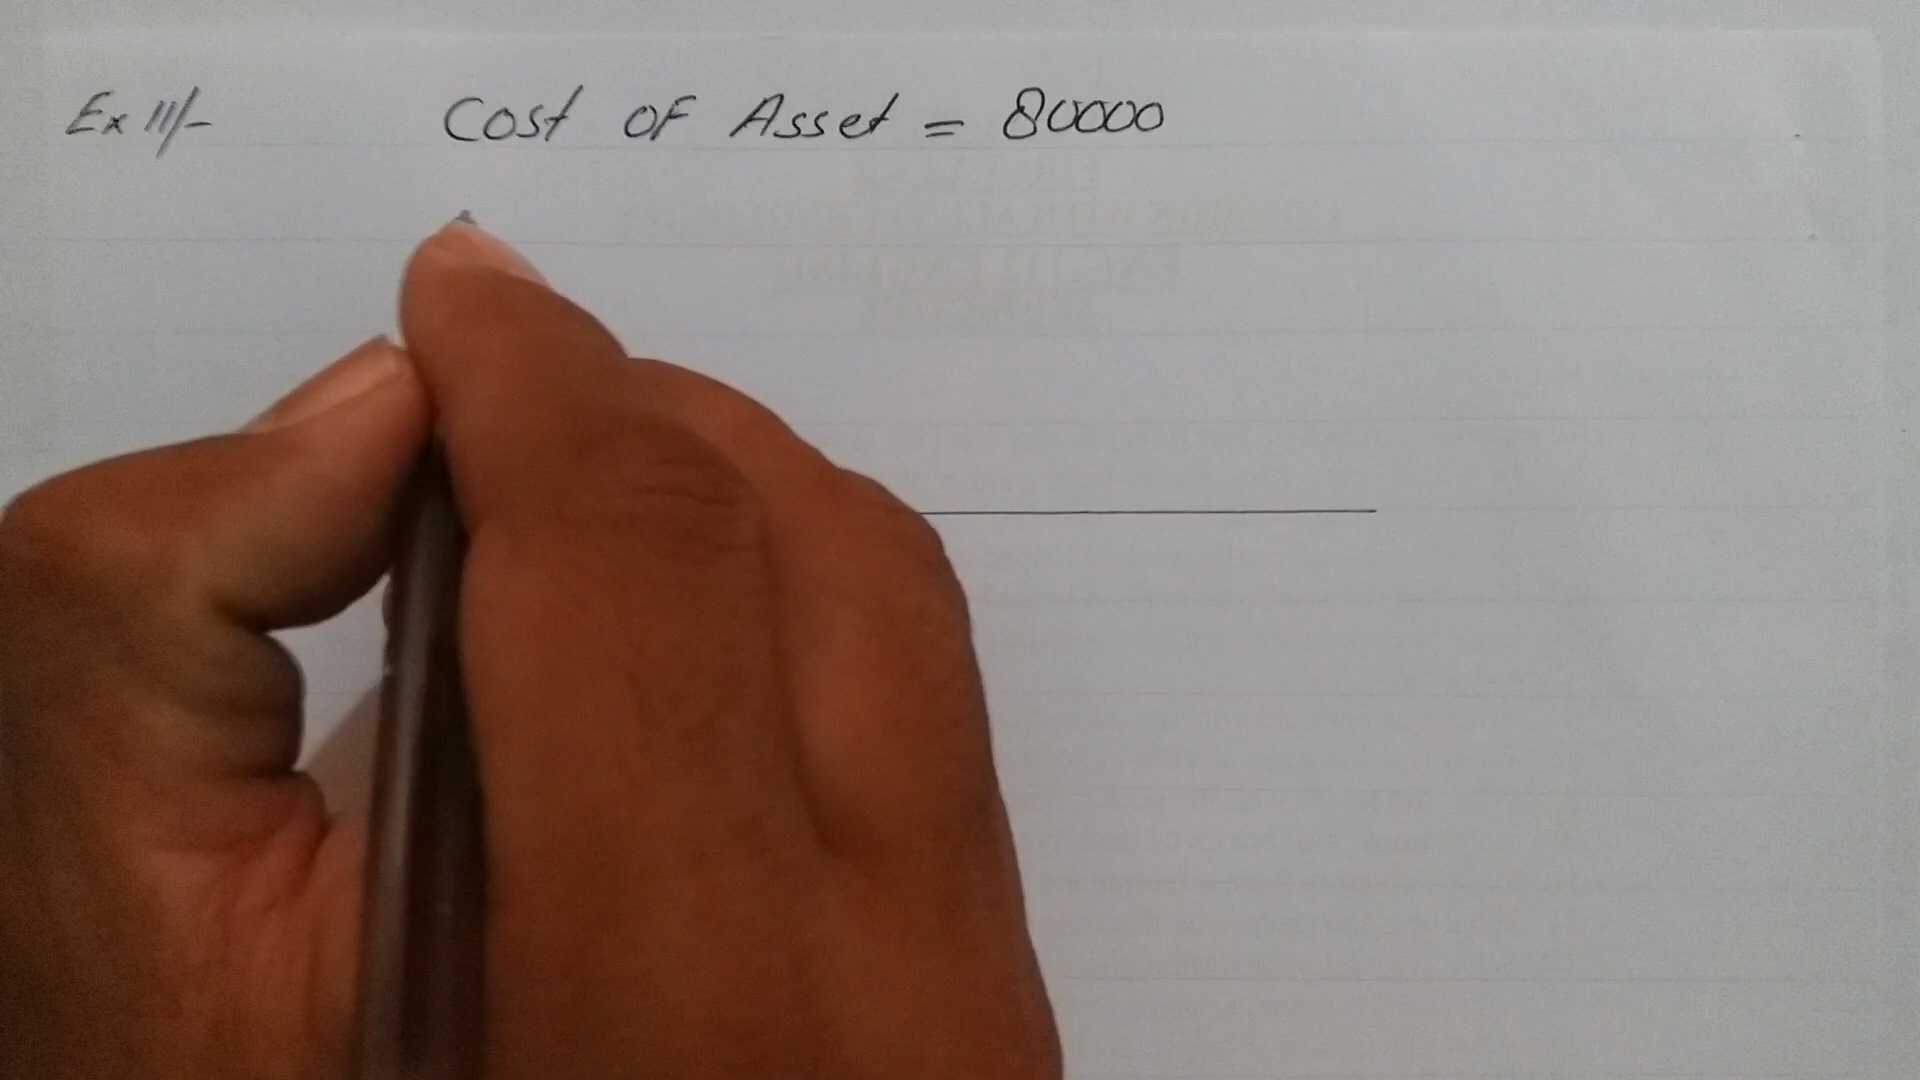 Ex 11/- Cost OF Asset = 80000